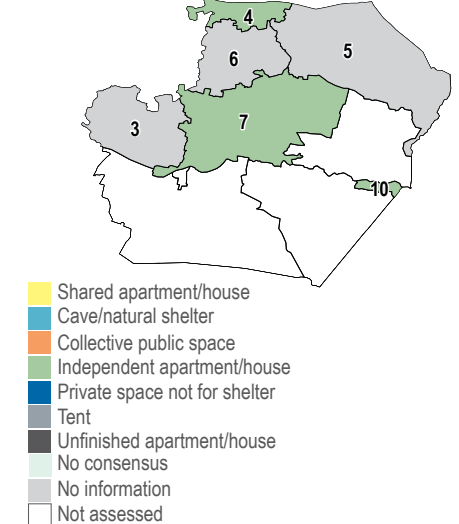 4
5
6
3
7
10
Shared apartment/house
Cave/natural shelter
Collective public space
Independent apartment/house
Private space not for shelter
Tent
Unfinished apartment/house
No consensus
No information
Not assessed